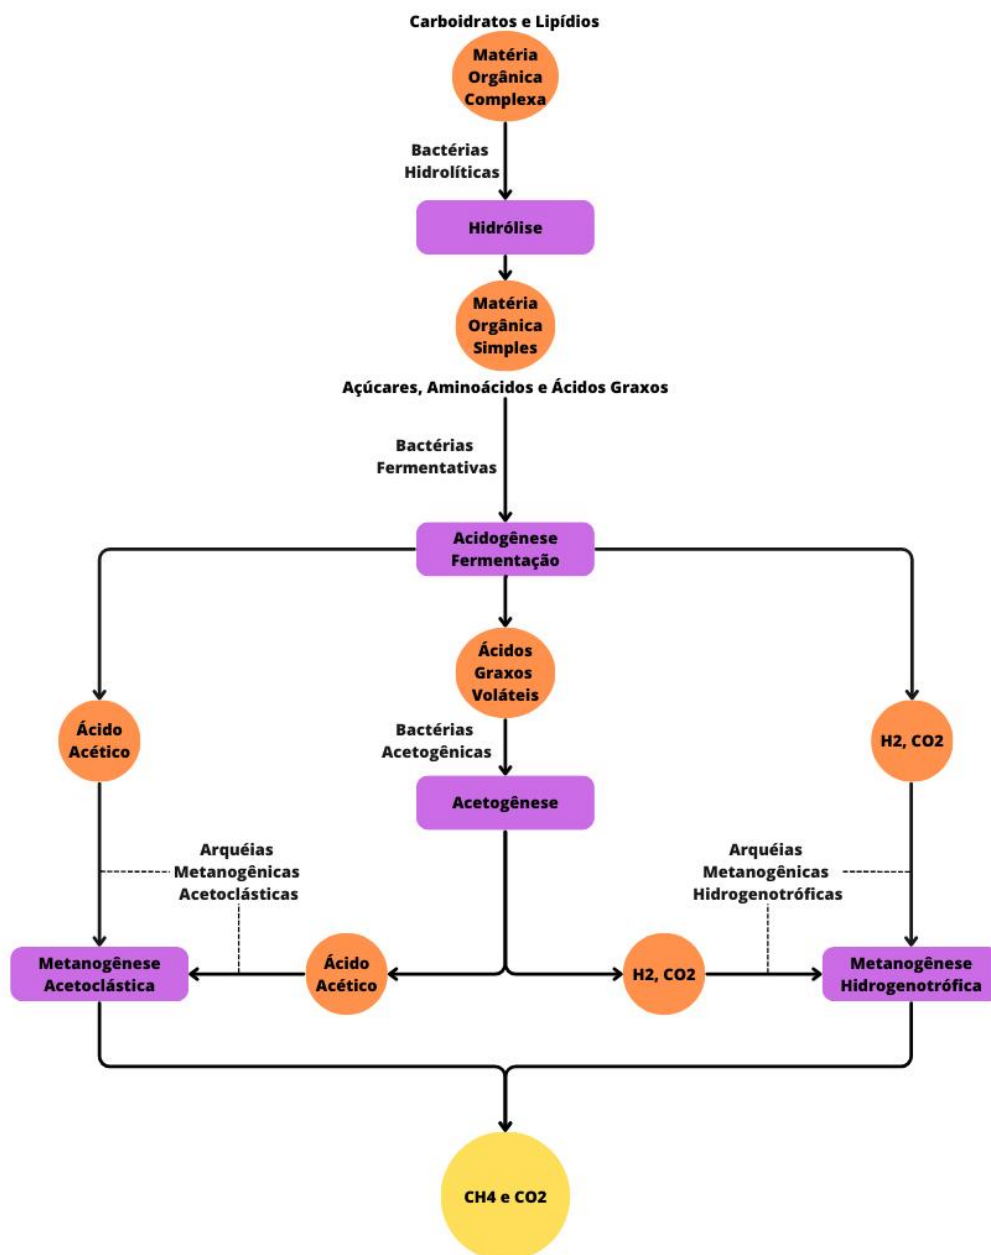 Carboidratos e Lipídios
Matéria
Orgânica
Complexa
Bactérias
Hidrolíticas
Hidrólise
Matéria
Orgânica
Simples
Açúcares, Aminoácidos e Ácidos Graxos
Bactérias
Fermentativas
Acidogênese
Fermentação
Ácidos
Graxos
Voláteis
Ácido
Acético
Bactérias
Acetogênicas
H2, CO2
Acetogênese
Arquéias
Metanogênicas
Acetoclásticas
Arquéias
Metanogênicas
Hidrogenotróficas
Metanogênese
Acetoclástica
Ácido
Acético
H2, CO2
Metanogênese
Hidrogenotrófica
CH4 e CO2